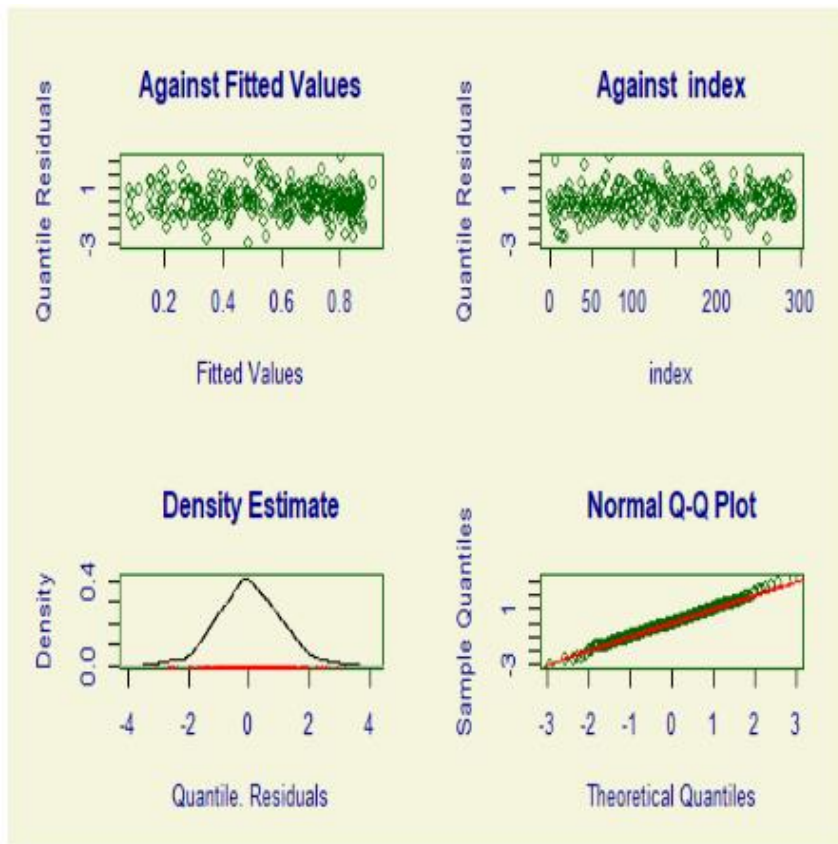 Against Fitted Values
Quantile Residuals
1
-3
0.2 0.4 0.6 0.8
Fitted Values
Against index
Quantile Residuals
1
-3
0 50 100 200 300
index
Density Estimate
Density
0.4
0.0
-4 -2 0 2 4
Quantile. Residuals
Normal Q-Q Plot
Sample Quantiles
1
-3
-3 -2 -1 0 1 2 3
Theoretical Quantiles